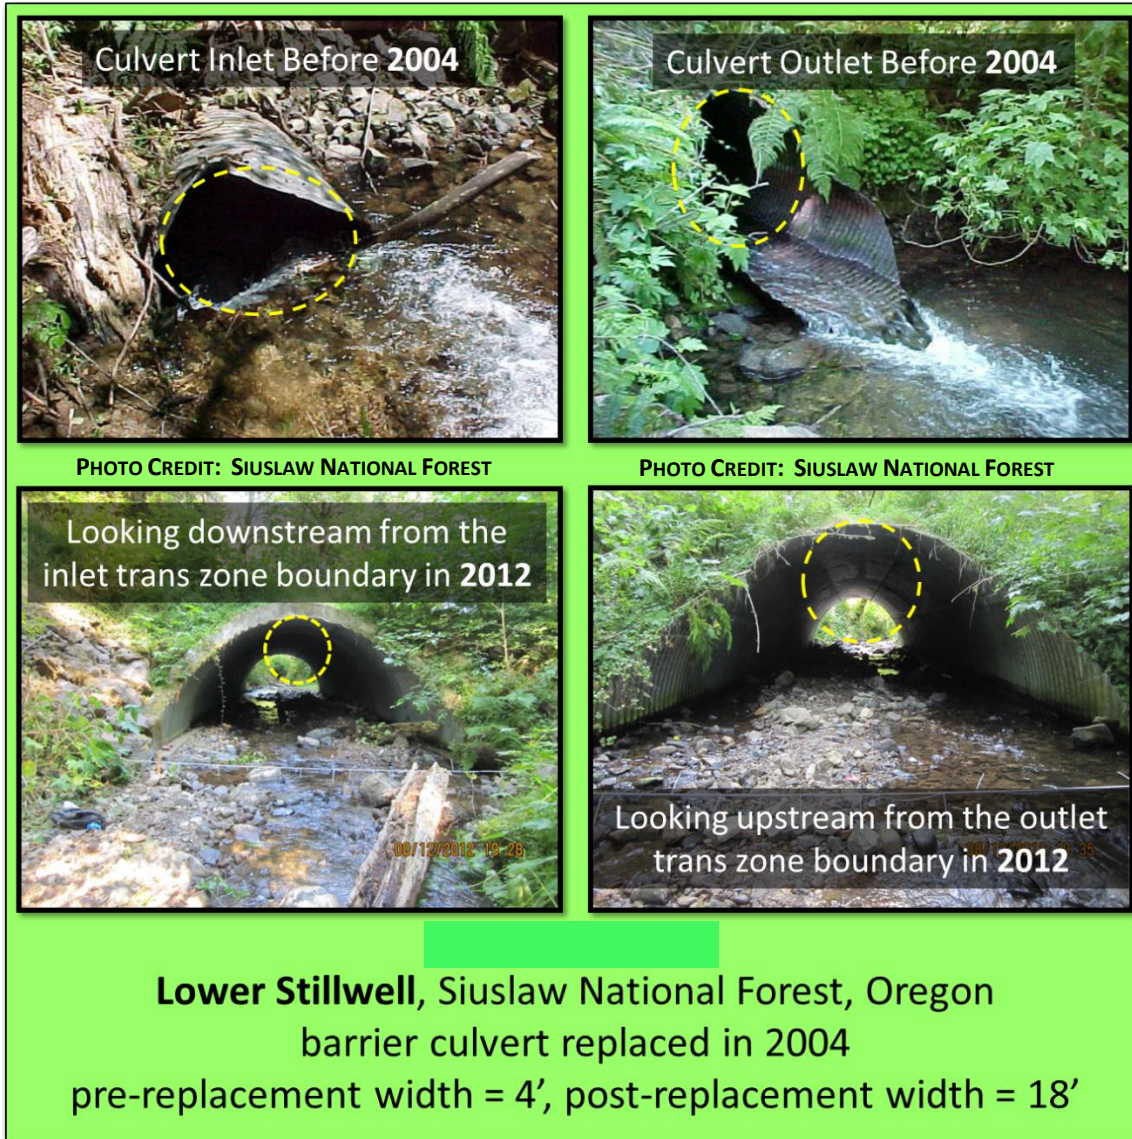 Culvert Inlet Before 2004
Culvert Outlet Before 2004
PHOTO CREDIT: SIUSLAW NATIONAL FOREST
PHOTO CREDIT: SIUSLAW NATIONAL FOREST
Looking downstream from the
inlet trans zone boundary in 2012
08/12/2012 19:28
Looking upstream from the outlet
trans zone boundary in 2012
Lower Stillwell, Siuslaw National Forest, Oregon
barrier culvert replaced in 2004
pre-replacement width = 4’, post-replacement width = 18’